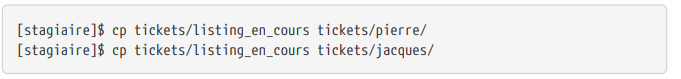 [stagiaire]$ cp tickets/listing_en_cours tickets/pierre/
[stagiaire]$ cp tickets/listing_en_cours tickets/jacques/